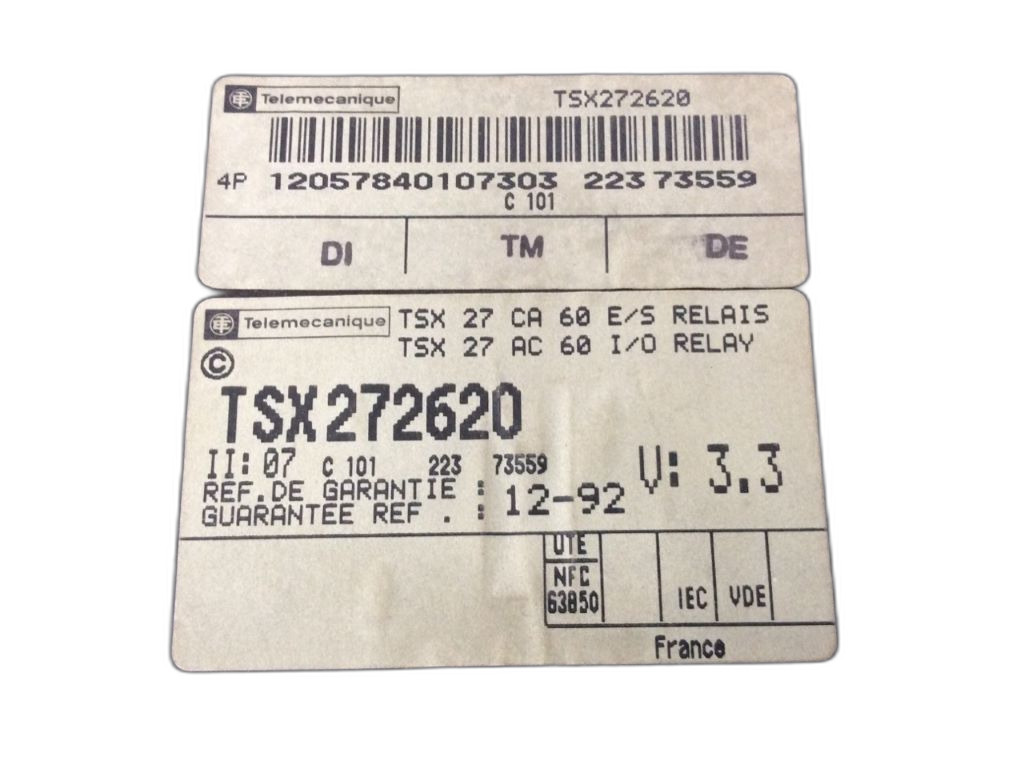 Telemecanique TSX272620
4P 12057840107303 223 73559
C 101
DI TM DE
Telemecanique TSX 27 CA 60 E/S RELAIS
TSX 27 AC 60 I/O RELAY
©
TSX272620
II: 07 C 101 223 73559 V: 3.3
REF.DE GARANTIE :
GUARANTEE REF . : 12-92
UTE
NFC
63850 IEC VDE
France